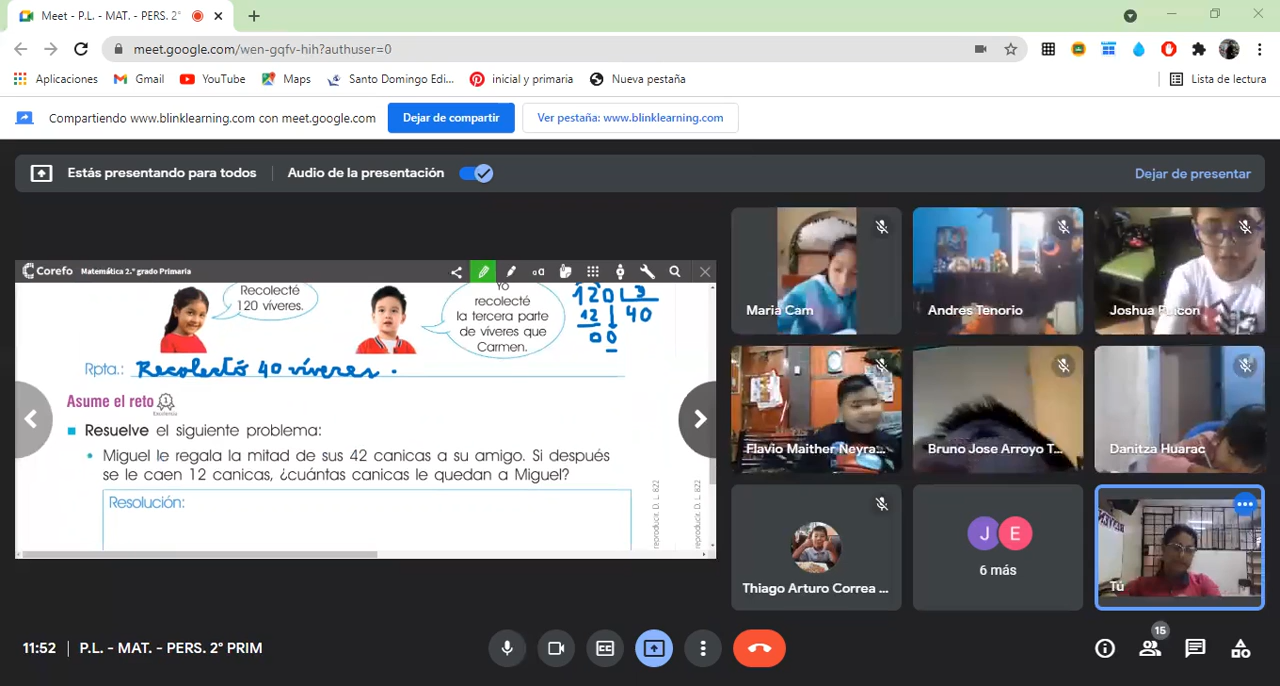 Meet - P.L. - MAT. - PERS. 2°
meet.google.com/wen-gqfv-hih?authuser=0
Aplicaciones Gmail YouTube Maps Santo Domingo Edi... inicial y primaria Nueva pestaña Lista de lectura
Compartiendo www.blinklearning.com con meet.google.com Dejar de compartir Ver pestaña: www.blinklearning.com
Estás presentando para todos Audio de la presentación Dejar de presentar
Corefo Matemática 2.° grado Primaria
Recolecté
120 víveres.
Yo
recolecté
la tercera parte
de víveres que
Carmen.
120 3
12 40
00
Rpta.: Recolectó 40 víveres.
Asume el reto 1
Excelencia
Resuelve el siguiente problema:
• Miguel le regala la mitad de sus 42 canicas a su amigo. Si después
se le caen 12 canicas, ¿cuántas canicas le quedan a Miguel?
Resolución:
reproducir. D. L. 822
reproducir. D. L. 822
Maria Cam
Andres Tenorio
Joshua Puicon
Flavio Maither Neyra...
Bruno Jose Arroyo T...
Danitza Huarac
Thiago Arturo Correa ...
J E
6 más
Tú
11:52 | P.L. - MAT. - PERS. 2° PRIM
15